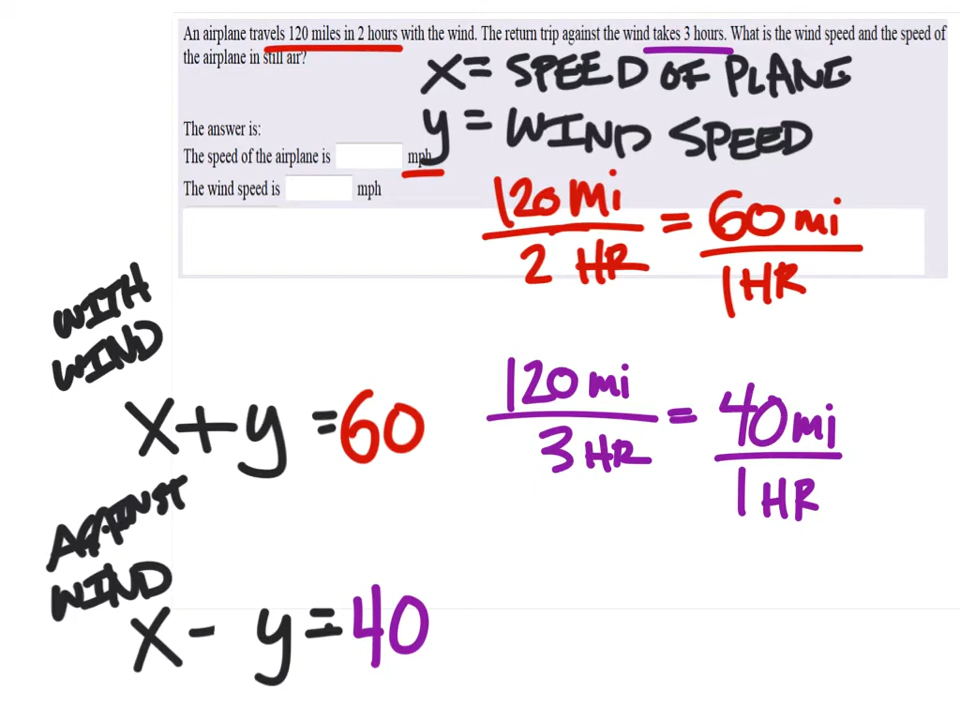 An airplane travels 120 miles in 2 hours with the wind. The return trip against the wind takes 3 hours. What is the wind speed and the speed of
the airplane in still air?
x = SPEED OF PLANE
y = WIND SPEED
The answer is:
The speed of the airplane is mph
The wind speed is mph
120 mi / 2 HR = 60 mi / 1 HR
WITH
WIND
x + y = 60
120 mi / 3 HR = 40 mi / 1 HR
AGAINST
WIND
x - y = 40